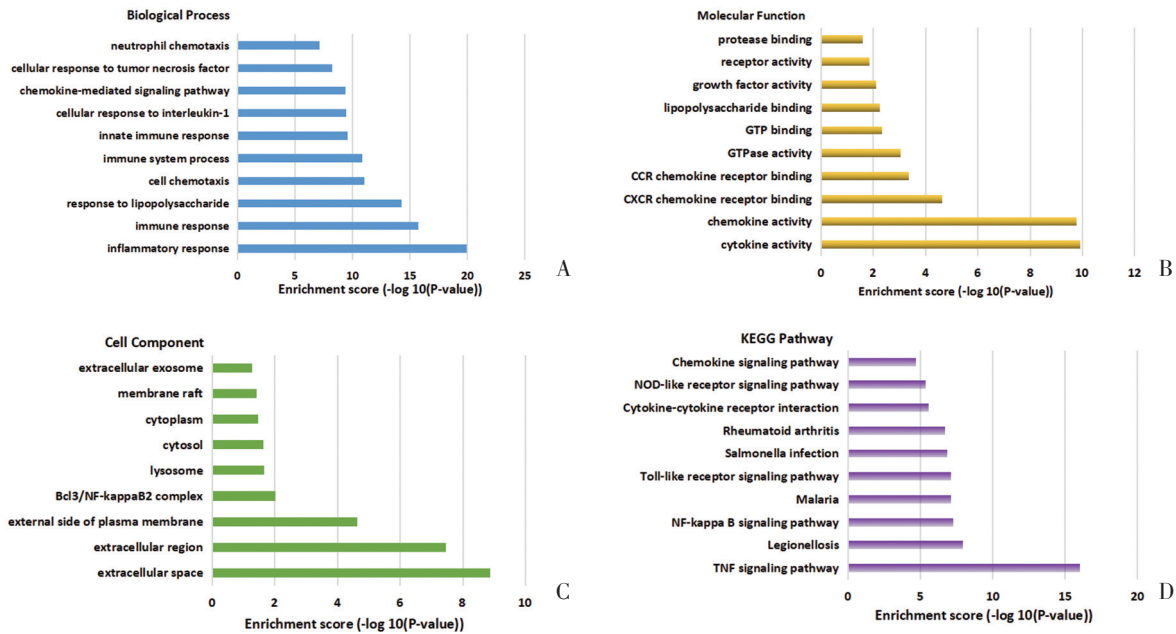 Biological Process
neutrophil chemotaxis
cellular response to tumor necrosis factor
chemokine-mediated signaling pathway
cellular response to interleukin-1
innate immune response
immune system process
cell chemotaxis
response to lipopolysaccharide
immune response
inflammatory response
0 5 10 15 20 25
Enrichment score (-log 10(P-value))
A
Molecular Function
protease binding
receptor activity
growth factor activity
lipopolysaccharide binding
GTP binding
GTPase activity
CCR chemokine receptor binding
CXCR chemokine receptor binding
chemokine activity
cytokine activity
0 2 4 6 8 10 12
Enrichment score (-log 10(P-value))
B
Cell Component
extracellular exosome
membrane raft
cytoplasm
cytosol
lysosome
Bcl3/NF-kappaB2 complex
external side of plasma membrane
extracellular region
extracellular space
0 2 4 6 8 10
Enrichment score (-log 10(P-value))
C
KEGG Pathway
Chemokine signaling pathway
NOD-like receptor signaling pathway
Cytokine-cytokine receptor interaction
Rheumatoid arthritis
Salmonella infection
Toll-like receptor signaling pathway
Malaria
NF-kappa B signaling pathway
Legionellosis
TNF signaling pathway
0 5 10 15 20
Enrichment score (-log 10(P-value))
D